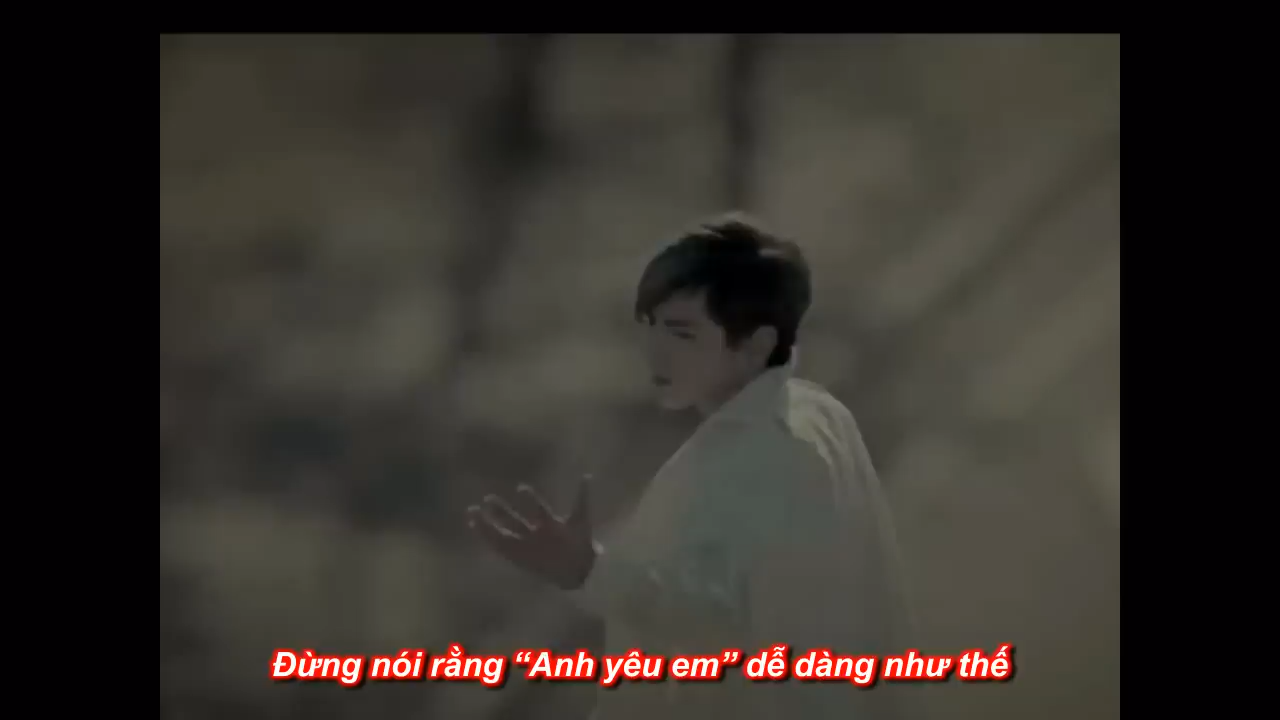 Đừng nói rằng “Anh yêu em” dễ dàng như thế